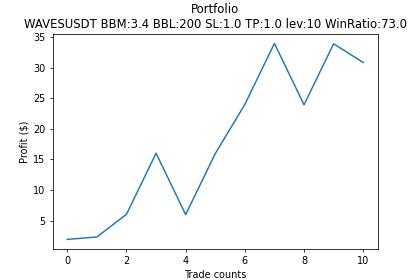 Portfolio
WAVESUSDT BBM:3.4 BBL:200 SL:1.0 TP:1.0 lev:10 WinRatio:73.0
35
30
25
20
15
10
5
Profit ($)
0 2 4 6 8 10
Trade counts